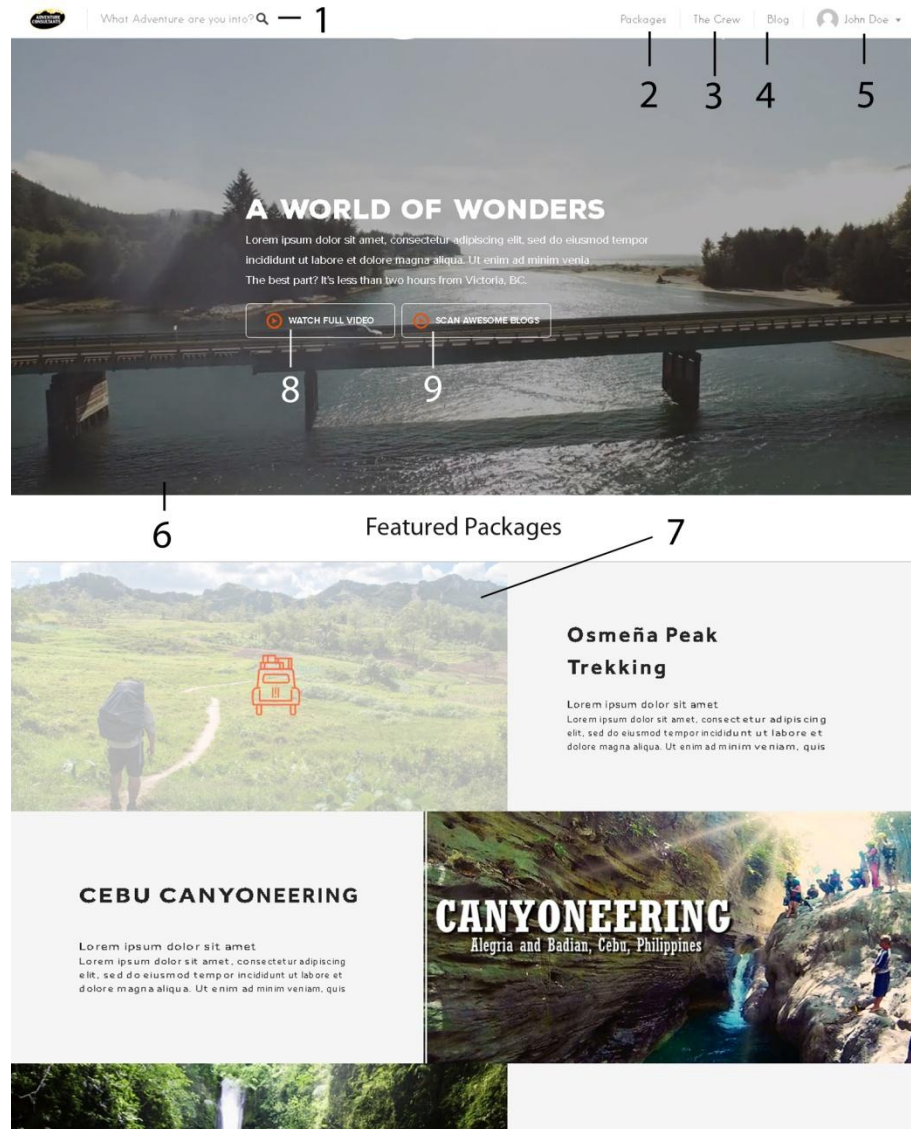 ADVENTURE
CONSULTANTS
What Adventure are you into?
1
Packages
The Crew
Blog
John Doe
2
3
4
5
A WORLD OF WONDERS
Lorem ipsum dolor sit amet, consectetur adipiscing elit, sed do eiusmod tempor
incididunt ut labore et dolore magna aliqua. Ut enim ad minim venia
The best part? It's less than two hours from Victoria, BC.
WATCH FULL VIDEO
SCAN AWESOME BLOGS
8
9
6
Featured Packages
7
Osmeña Peak
Trekking
Lorem ipsum dolor sit amet
Lorem ipsum dolor sit amet, consectetur adipiscing
elit, sed do eiusmod tempor incididunt ut labore et
dolore magna aliqua. Ut enim ad minim veniam, quis
CEBU CANYONEERING
Lorem ipsum dolor sit amet
Lorem ipsum dolor sit amet, consectetur adipiscing
elit, sed do eiusmod tempor incididunt ut labore et
dolore magna aliqua. Ut enim ad minim veniam, quis
CANYONEERING
Alegria and Badian, Cebu, Philippines